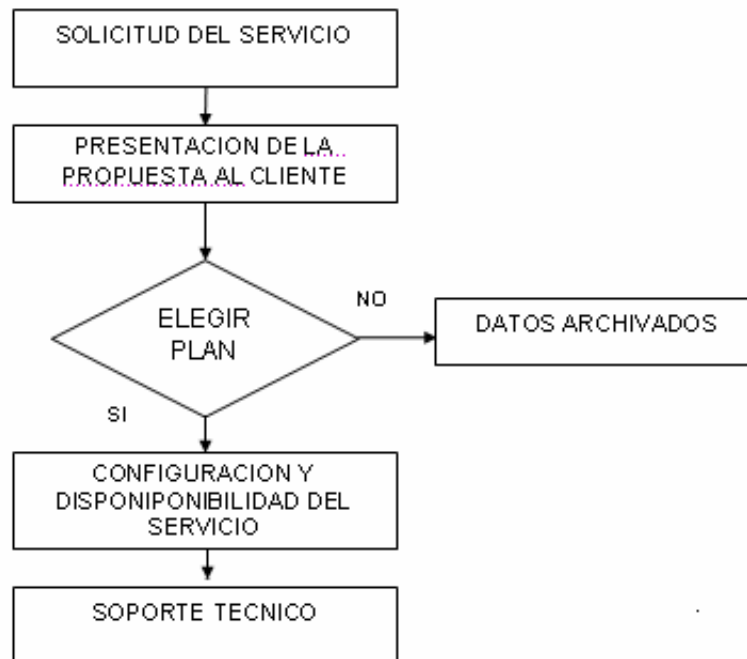 SOLICITUD DEL SERVICIO
PRESENTACION DE LA
PROPUESTA AL CLIENTE
ELEGIR
PLAN
NO
DATOS ARCHIVADOS
SI
CONFIGURACION Y
DISPONIPONIBILIDAD DEL
SERVICIO
SOPORTE TECNICO